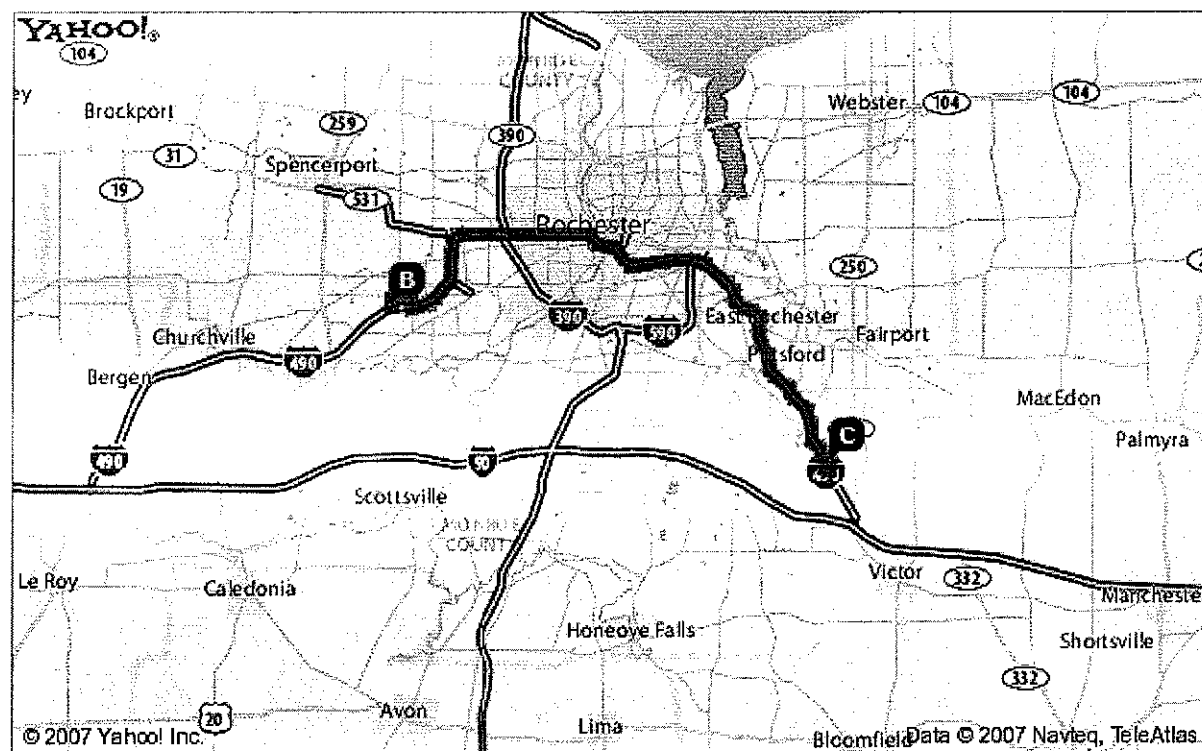 YAHOO!®
104
Brockport
31
19
259
Spencerport
531
390
Webster
104
104
Rochester
B
250
390
590
East Rochester
Fairport
Pittsford
Churchville
490
Bergen
MacEdon
Palmyra
C
490
490
90
Scottsville
MONROE
COUNTY
Le Roy
Caledonia
Victor
332
Manchester
Honeoye Falls
Shortsville
332
20
Avon
Lima
Bloomfield
© 2007 Yahoo! Inc.
Data © 2007 Navteq, TeleAtlas